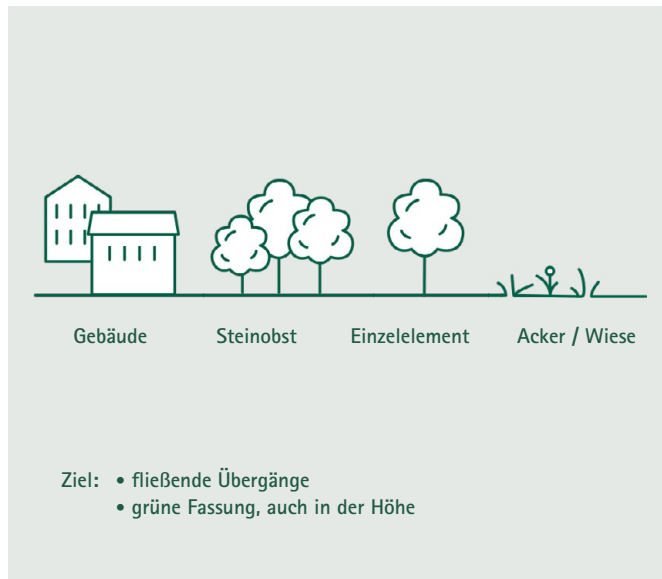 Gebäude Steinobst Einzelelement Acker / Wiese
Ziel: • fließende Übergänge
• grüne Fassung, auch in der Höhe